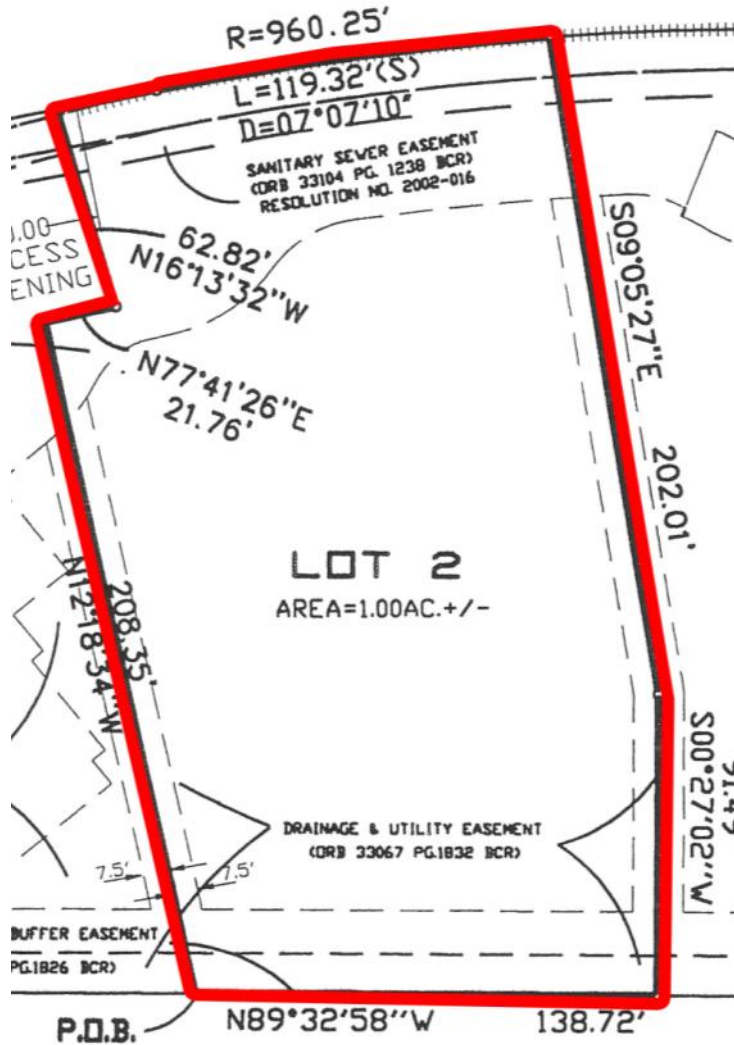 R=960.25'
L=119.32'(S)
D=07°07'10"
SANITARY SEWER EASEMENT
(ORB 33104 PG. 1238 BCR)
RESOLUTION NO. 2002-016
.00
CESS
ENING
62.82'
N16°13'32"W
N77°41'26"E
21.76'
S09°05'27"E
202.01'
LOT 2
AREA=1.00AC.+/-
208.35'
N12°18'34"W
S00°27'02"W
DRAINAGE & UTILITY EASEMENT
(ORB 33067 PG.1832 BCR)
7.5'
7.5'
BUFFER EASEMENT
PG.1826 BCR)
P.O.B.
N89°32'58"W
138.72'